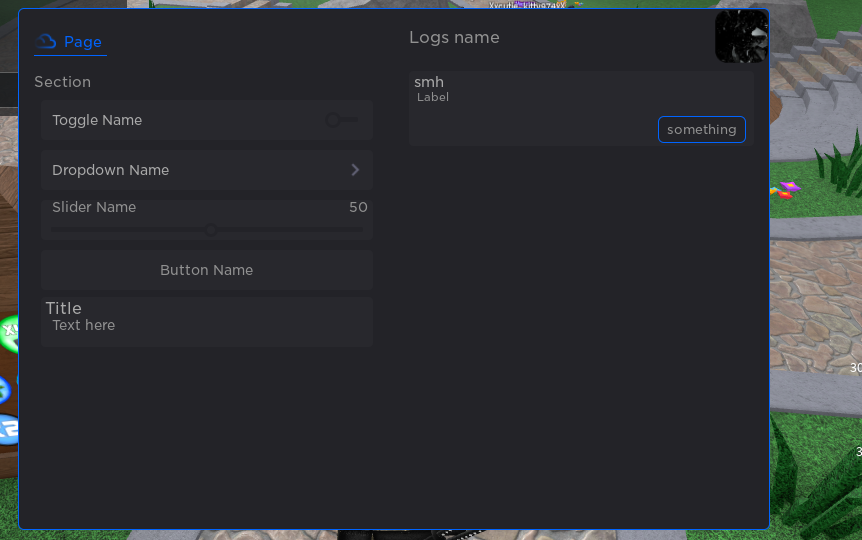 Page
Section
Toggle Name
Dropdown Name
Slider Name 50
Button Name
Title
Text here
Logs name
smh
Label
something
30
3